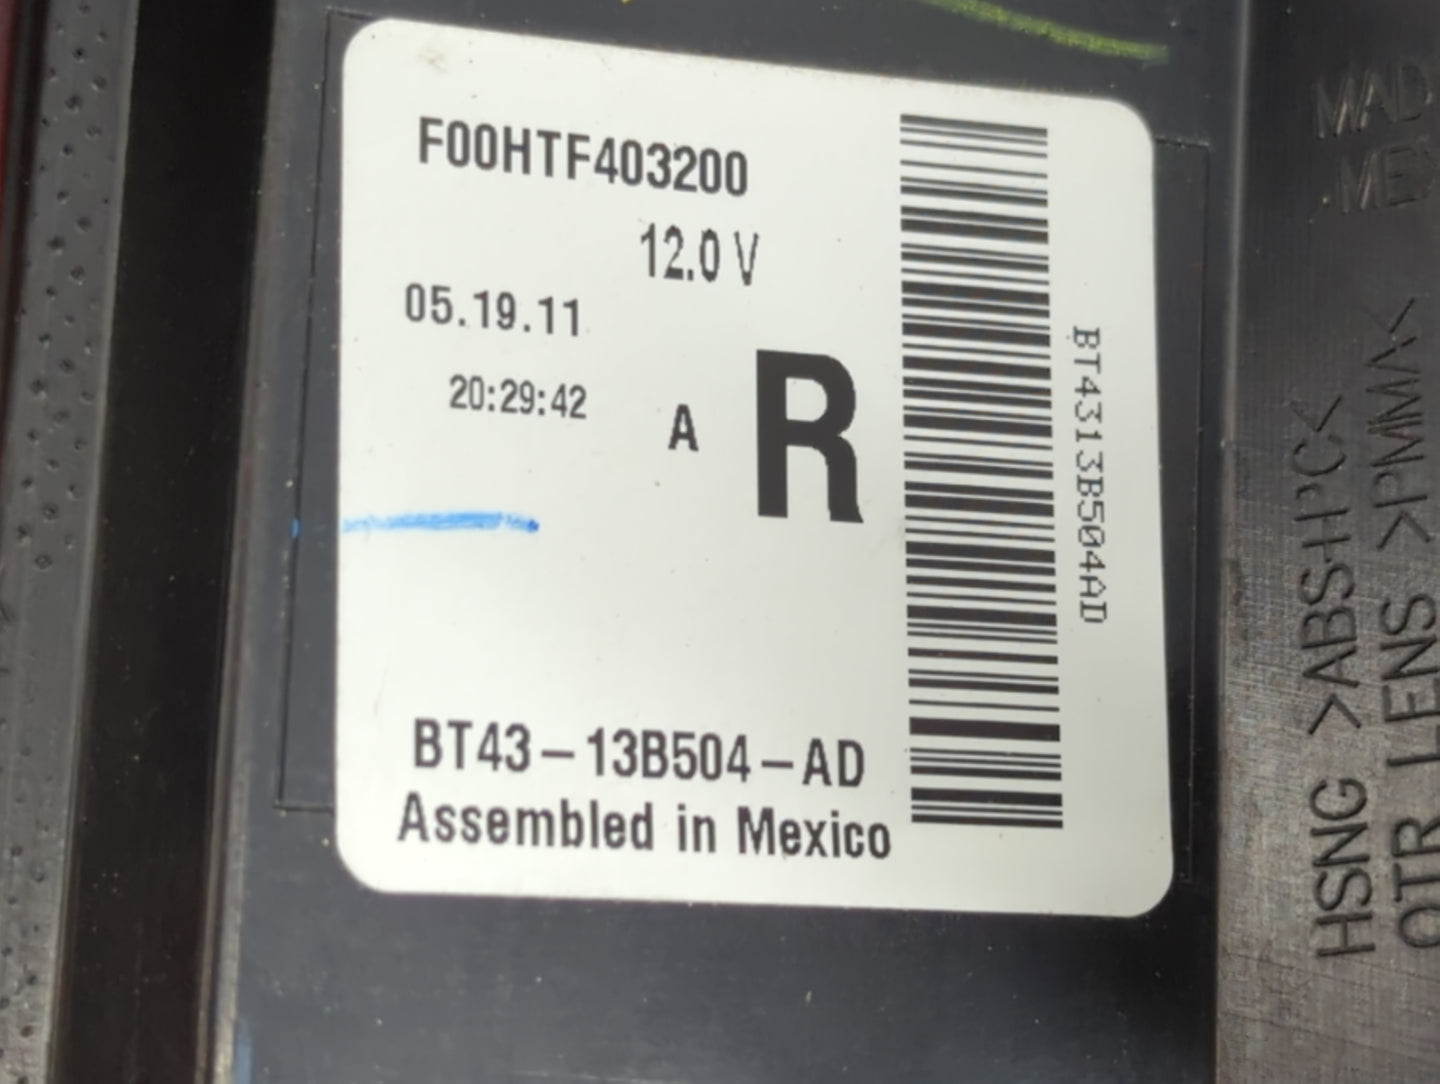 F00HTF403200
12.0 V
05.19.11
20:29:42
A
R
BT4313B504AD
BT43-13B504-AD
Assembled in Mexico
HSNG >ABS+PC<
OTR LENS >PMMA<